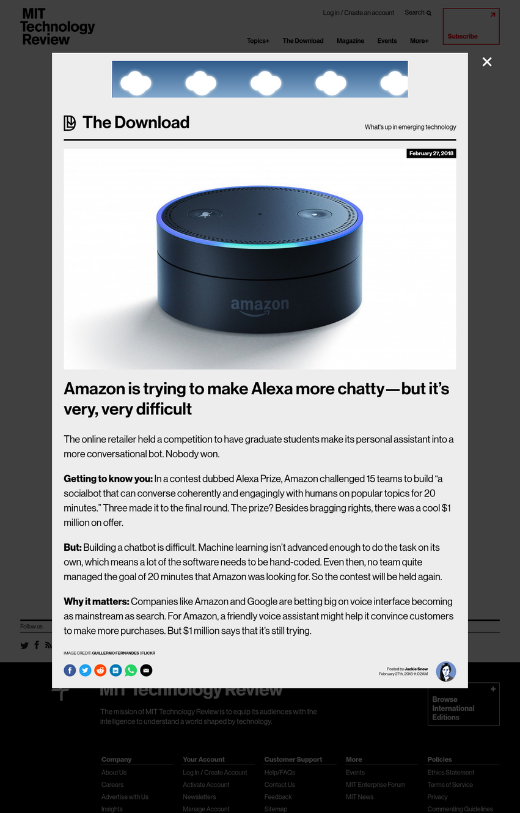 MIT
Technology
Review
Log in / Create an account
Search
Topics+
The Download
Magazine
Events
More+
Subscribe
The Download
What's up in emerging technology
February 27, 2018
amazon
Amazon is trying to make Alexa more chatty—but it's
very, very difficult
The online retailer held a competition to have graduate students make its personal assistant into a
more conversational bot. Nobody won.
Getting to know you: In a contest dubbed Alexa Prize, Amazon challenged 15 teams to build "a
socialbot that can converse coherently and engagingly with humans on popular topics for 20
minutes." Three made it to the final round. The prize? Besides bragging rights, there was a cool $1
million on offer.
But: Building a chatbot is difficult. Machine learning isn't advanced enough to do the task on its
own, which means a lot of the software needs to be hand-coded. Even then, no team quite
managed the goal of 20 minutes that Amazon was looking for. So the contest will be held again.
Why it matters: Companies like Amazon and Google are betting big on voice interface becoming
as mainstream as search. For Amazon, a friendly voice assistant might help it convince customers
to make more purchases. But $1 million says that it's still trying.
IMAGE CREDIT: GUILLERMO FERNANDES (FLICKR)
Posted by Jackie Snow
Follow us
MIT Technology Review
The mission of MIT Technology Review is to equip its audiences with the
intelligence to understand a world shaped by technology.
Browse
International
Editions
Company
About Us
Careers
Advertise with Us
Insights
Your Account
Log in / Create Account
Activate Account
Newsletters
Manage Account
Customer Support
Help/FAQs
Contact Us
Feedback
Sitemap
More
Events
MIT Enterprise Forum
MIT News
Policies
Ethics Statement
Terms of Service
Privacy
Commenting Guidelines